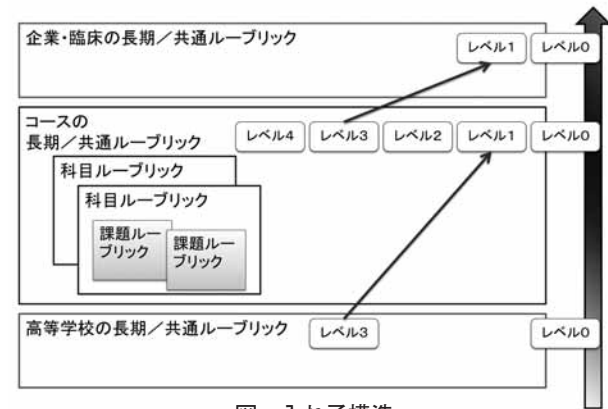 企業・臨床の長期／共通ルーブリック
レベル1
レベル0
コースの
長期／共通ルーブリック
レベル4
レベル3
レベル2
レベル1
レベル0
科目ルーブリック
科目ルーブリック
課題ルー
ブリック
課題ルー
ブリック
高等学校の長期／共通ルーブリック
レベル3
レベル0